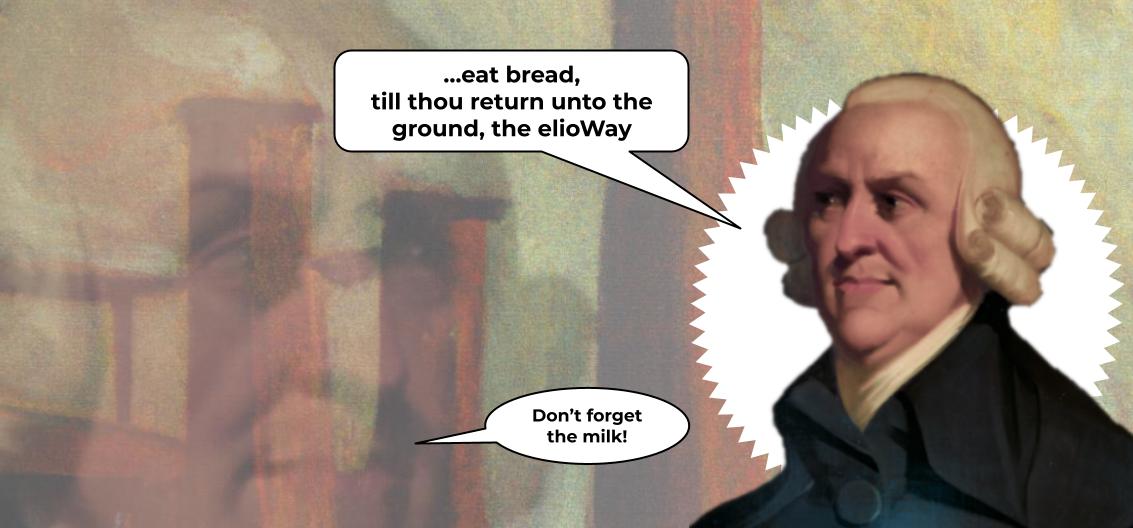 ...eat bread,
till thou return unto the
ground, the elioWay
Don’t forget
the milk!